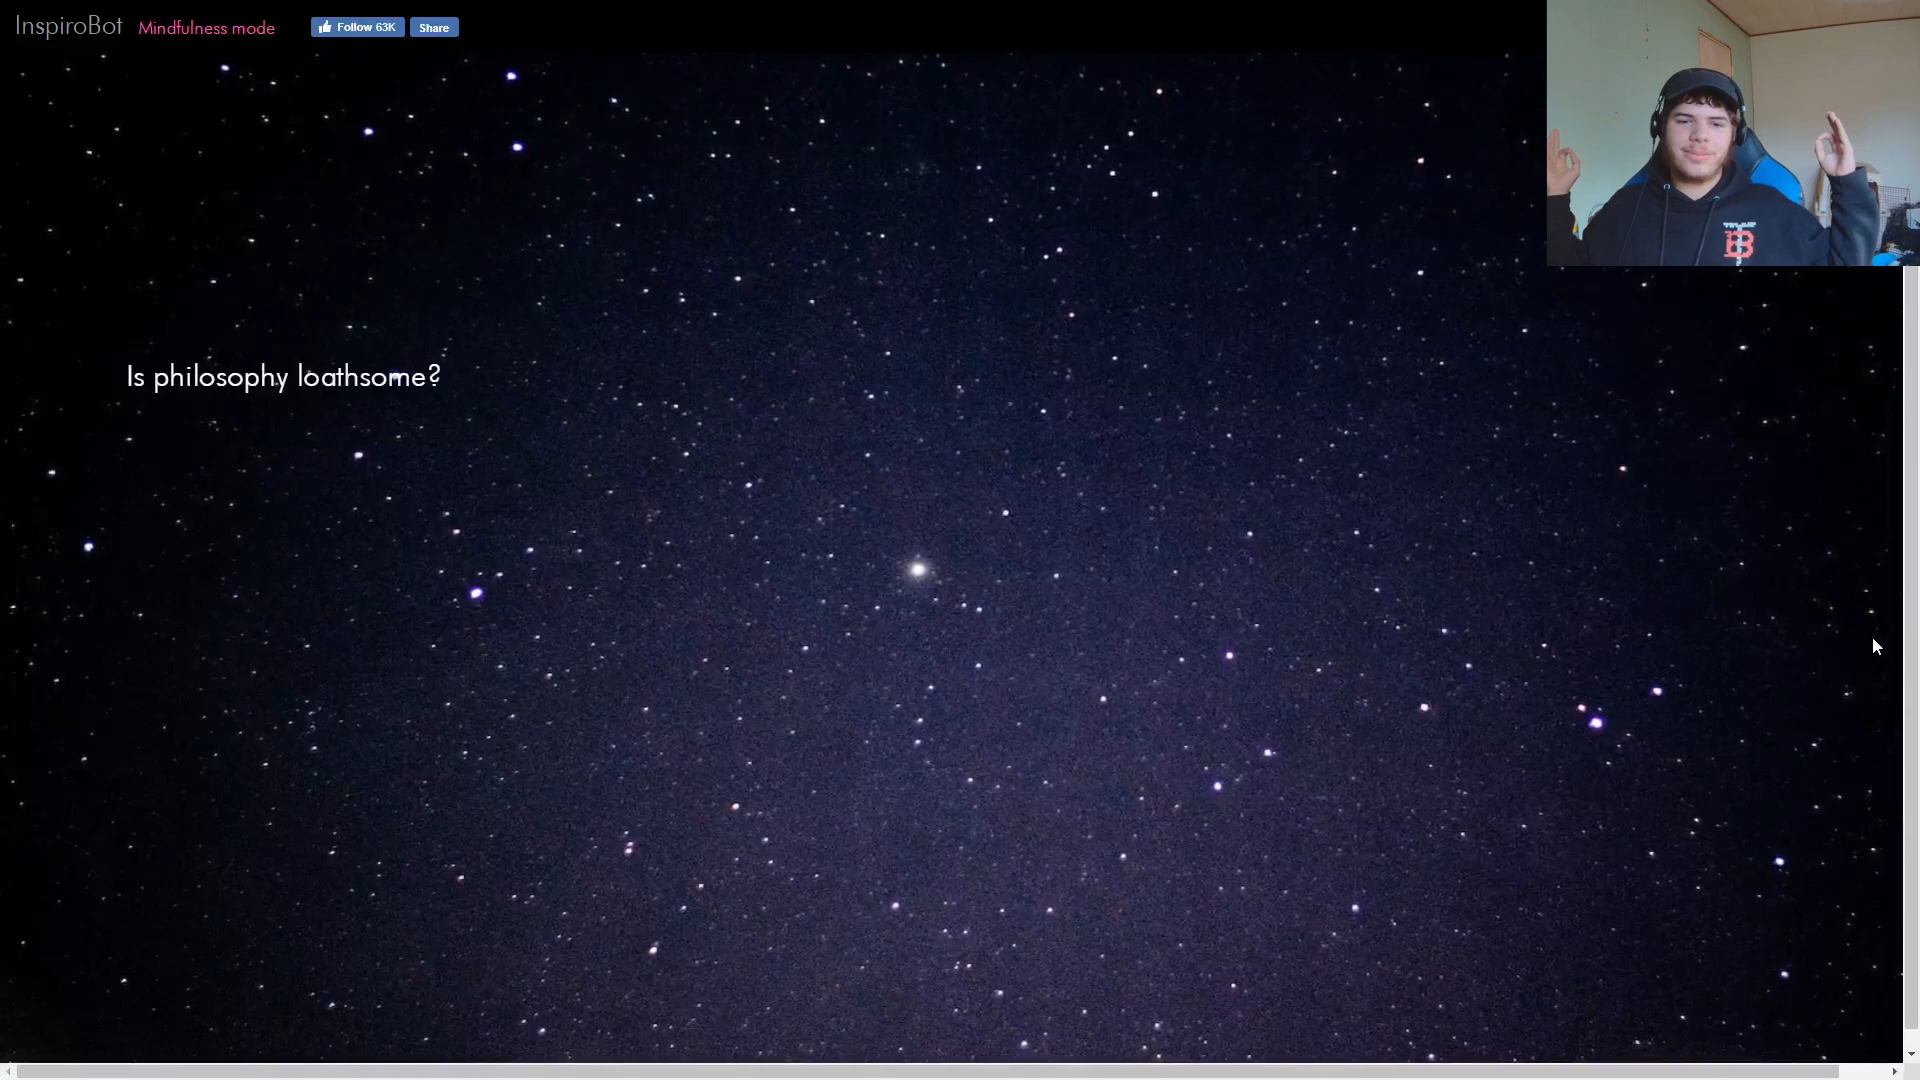 InspiroBot Mindfulness mode Follow 63K Share
Is philosophy loathsome?